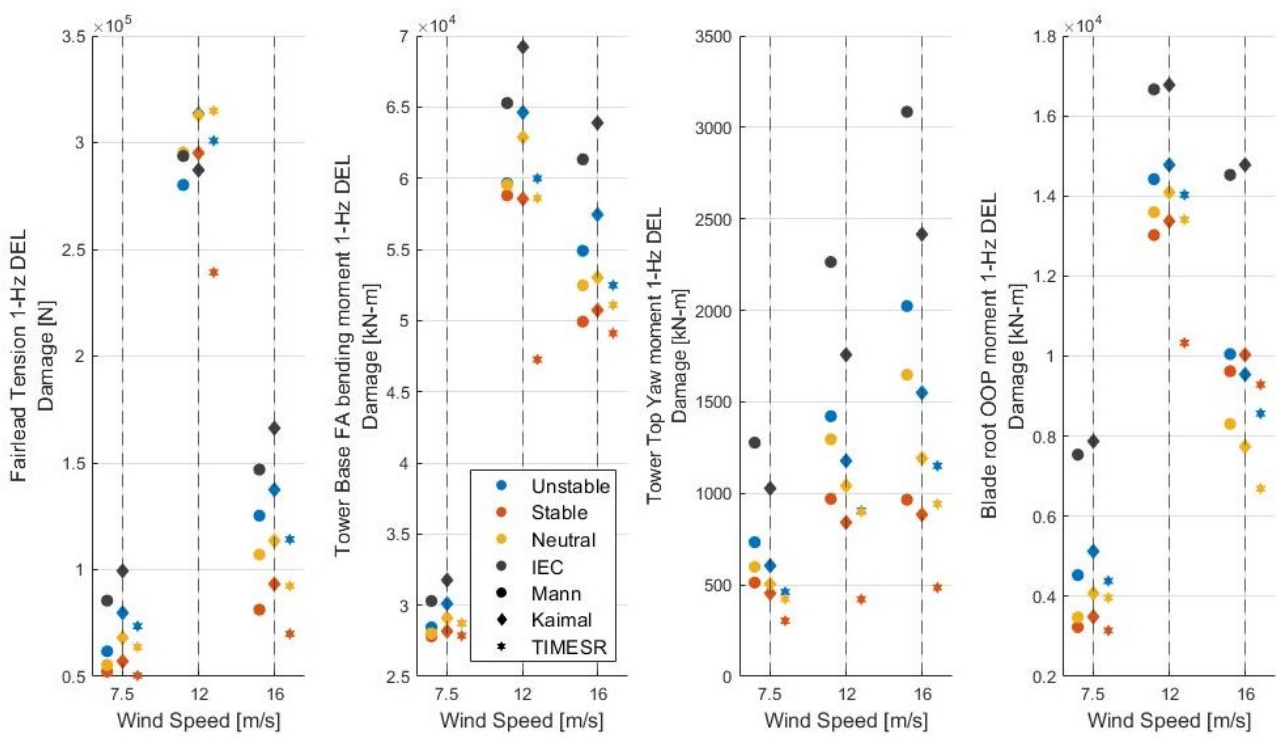 ×10⁵
3.5
3
2.5
2
1.5
1
0.5
7.5
12
16
Wind Speed [m/s]
Fairlead Tension 1-Hz DEL
Damage [N]
×10⁴
7
6.5
6
5.5
5
4.5
4
3.5
3
2.5
7.5
12
16
Wind Speed [m/s]
Tower Base FA bending moment 1-Hz DEL
Damage [kN-m]
Unstable
Stable
Neutral
IEC
Mann
Kaimal
TIMESR
3500
3000
2500
2000
1500
1000
500
0
7.5
12
16
Wind Speed [m/s]
Tower Top Yaw moment 1-Hz DEL
Damage [kN-m]
×10⁴
1.8
1.6
1.4
1.2
1
0.8
0.6
0.4
0.2
7.5
12
16
Wind Speed [m/s]
Blade root OOP moment 1-Hz DEL
Damage [kN-m]